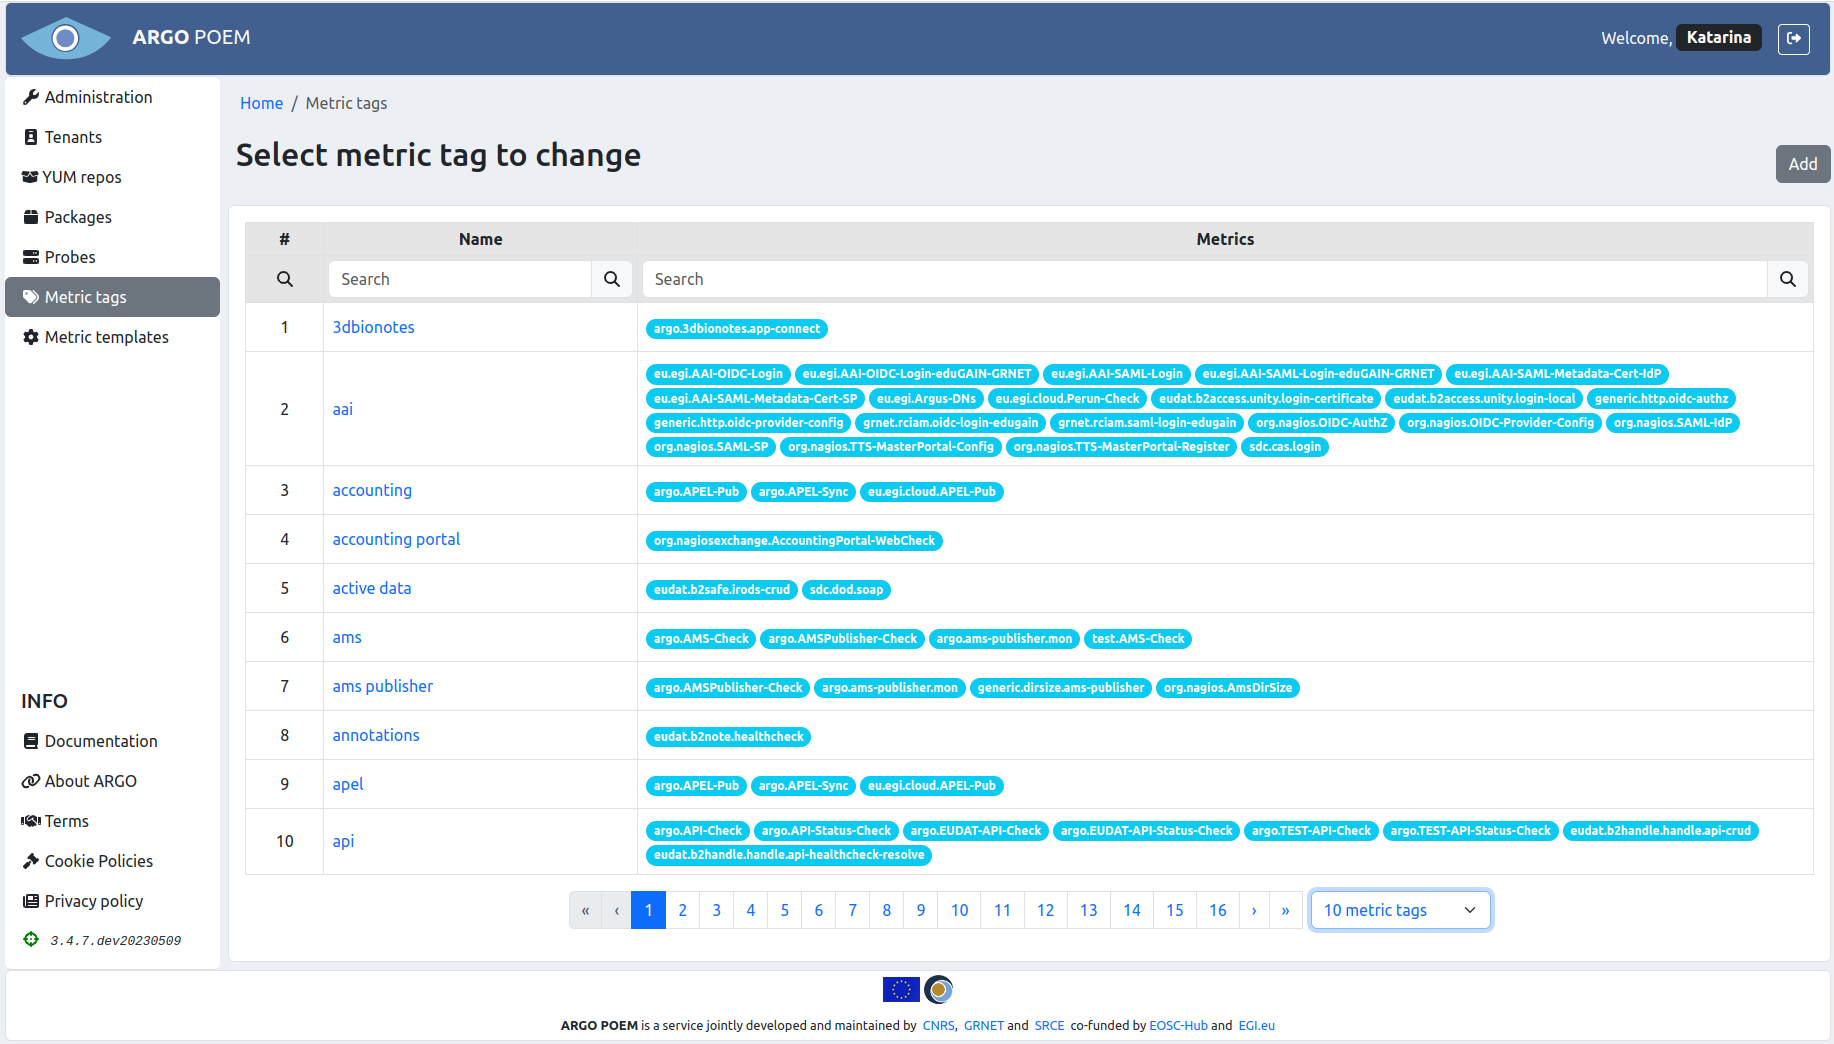 ARGO POEM
Welcome, Katarina
Administration
Tenants
YUM repos
Packages
Probes
Metric tags
Metric templates
INFO
Documentation
About ARGO
Terms
Cookie Policies
Privacy policy
3.4.7.dev20230509
Home / Metric tags
Select metric tag to change
Add
# Name Metrics
Search Search
1 3dbionotes argo.3dbionotes.app-connect
2 aai
eu.egi.AAI-OIDC-Login eu.egi.AAI-OIDC-Login-eduGAIN-GRNET eu.egi.AAI-SAML-Login eu.egi.AAI-SAML-Login-eduGAIN-GRNET eu.egi.AAI-SAML-Metadata-Cert-IdP
eu.egi.AAI-SAML-Metadata-Cert-SP eu.egi.Argus-DNs eu.egi.cloud.Perun-Check eudat.b2access.unity.login-certificate eudat.b2access.unity.login-local generic.http.oidc-authz
generic.http.oidc-provider-config grnet.rciam.oidc-login-edugain grnet.rciam.saml-login-edugain org.nagios.OIDC-AuthZ org.nagios.OIDC-Provider-Config org.nagios.SAML-IdP
org.nagios.SAML-SP org.nagios.TTS-MasterPortal-Config org.nagios.TTS-MasterPortal-Register sdc.cas.login
3 accounting argo.APEL-Pub argo.APEL-Sync eu.egi.cloud.APEL-Pub
4 accounting portal org.nagiosexchange.AccountingPortal-WebCheck
5 active data eudat.b2safe.irods-crud sdc.dod.soap
6 ams argo.AMS-Check argo.AMSPublisher-Check argo.ams-publisher.mon test.AMS-Check
7 ams publisher argo.AMSPublisher-Check argo.ams-publisher.mon generic.dirsize.ams-publisher org.nagios.AmsDirSize
8 annotations eudat.b2note.healthcheck
9 apel argo.APEL-Pub argo.APEL-Sync eu.egi.cloud.APEL-Pub
10 api
argo.API-Check argo.API-Status-Check argo.EUDAT-API-Check argo.EUDAT-API-Status-Check argo.TEST-API-Check argo.TEST-API-Status-Check eudat.b2handle.handle.api-crud
eudat.b2handle.handle.api-healthcheck-resolve
« ‹ 1 2 3 4 5 6 7 8 9 10 11 12 13 14 15 16 › » 10 metric tags
ARGO POEM is a service jointly developed and maintained by CNRS, GRNET and SRCE co-funded by EOSC-Hub and EGI.eu